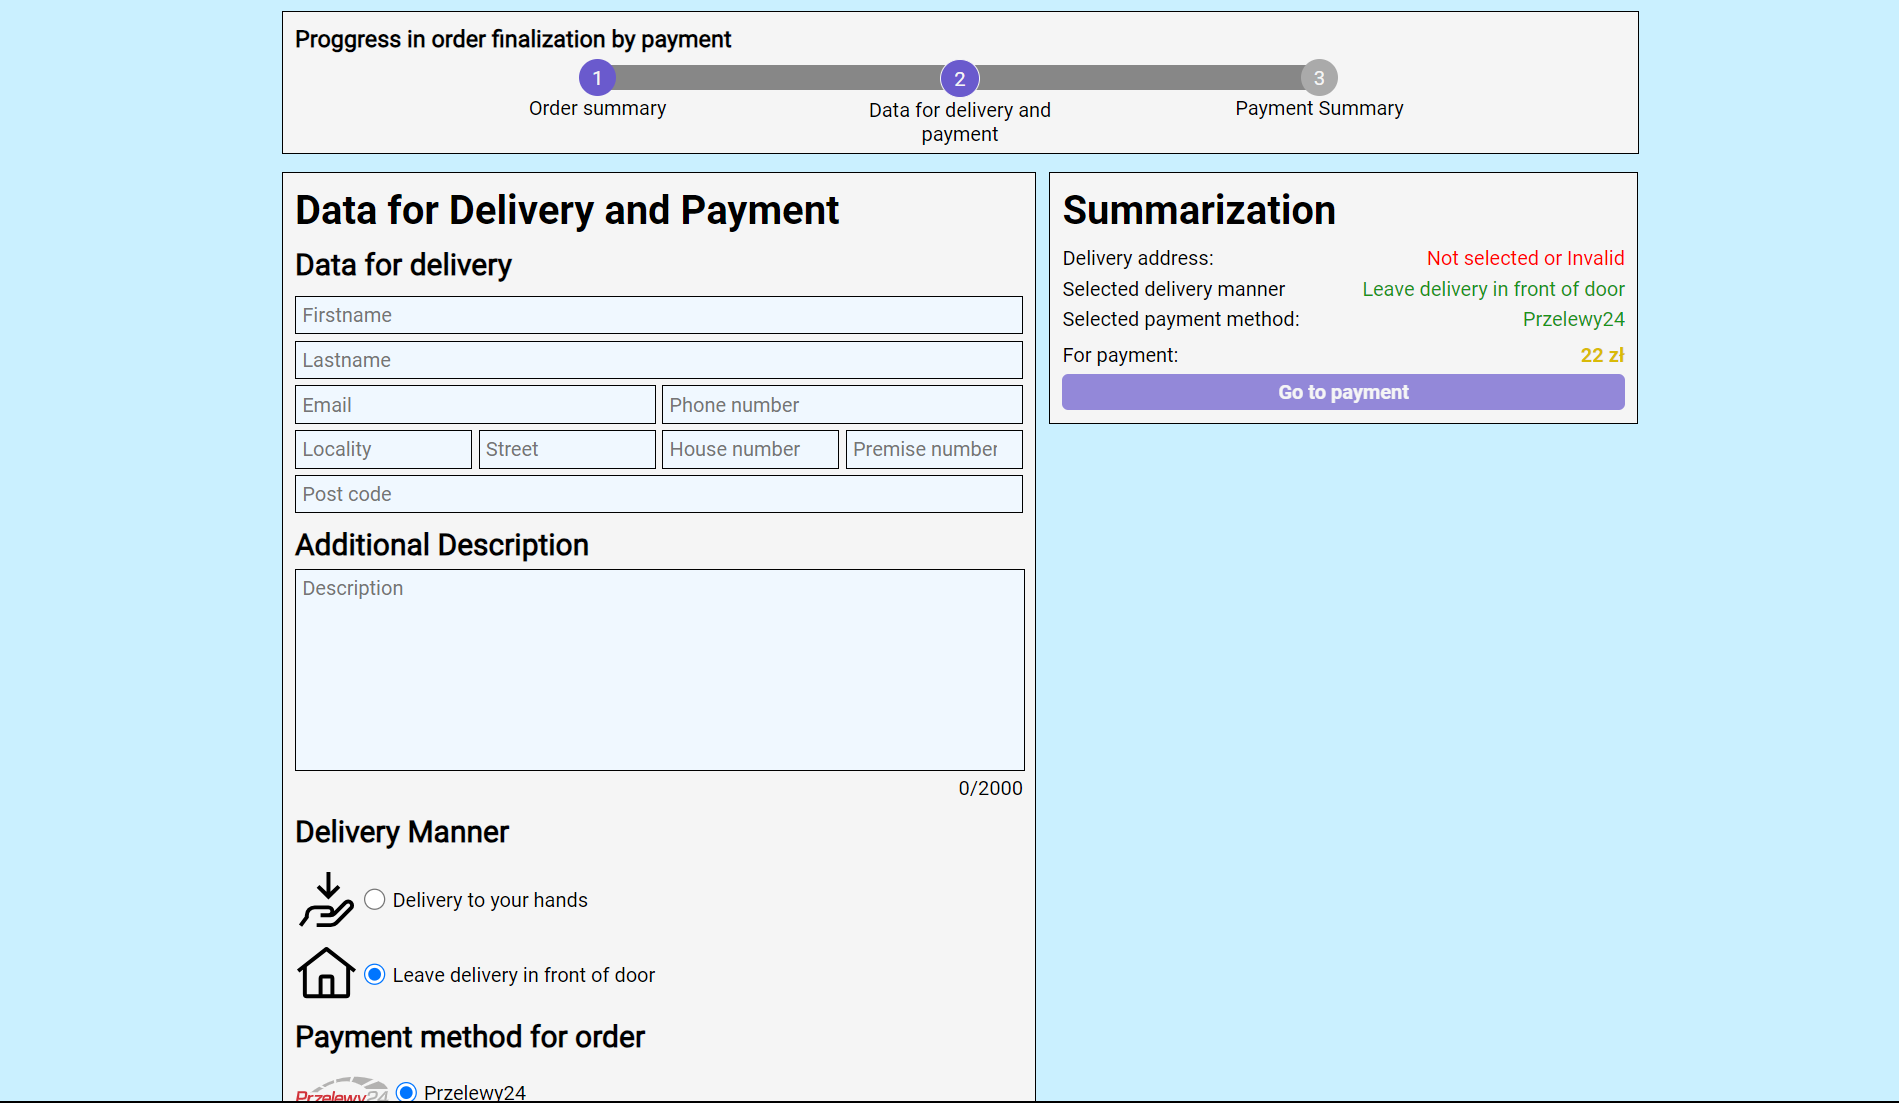 Proggress in order finalization by payment
1
2
3
Order summary
Data for delivery and
payment
Payment Summary
Data for Delivery and Payment
Data for delivery
Firstname
Lastname
Email
Phone number
Locality
Street
House number
Premise number
Post code
Additional Description
Description
0/2000
Delivery Manner
Delivery to your hands
Leave delivery in front of door
Payment method for order
Przelewy24
Przelewy24
Summarization
Delivery address: Not selected or Invalid
Selected delivery manner Leave delivery in front of door
Selected payment method: Przelewy24
For payment: 22 zł
Go to payment